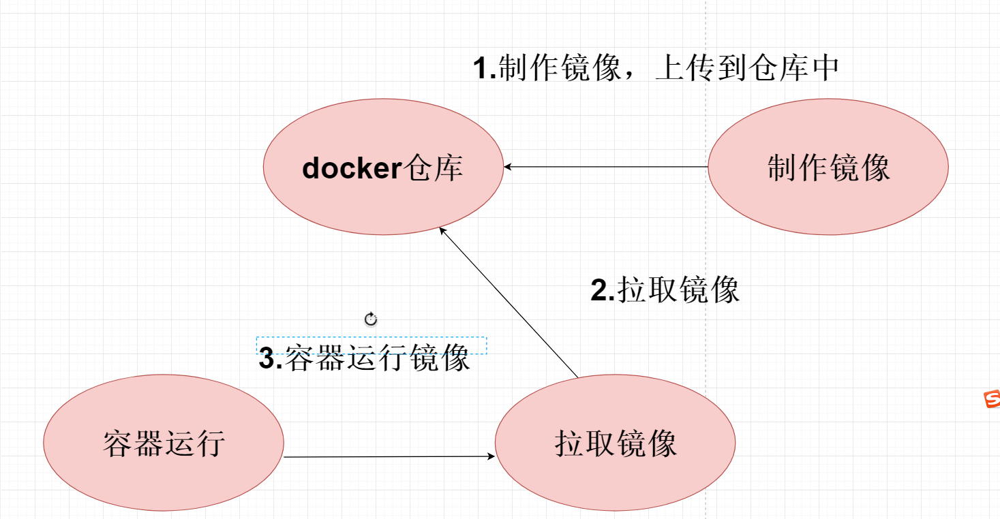 1.制作镜像，上传到仓库中
docker仓库
制作镜像
2.拉取镜像
3.容器运行镜像
容器运行
拉取镜像